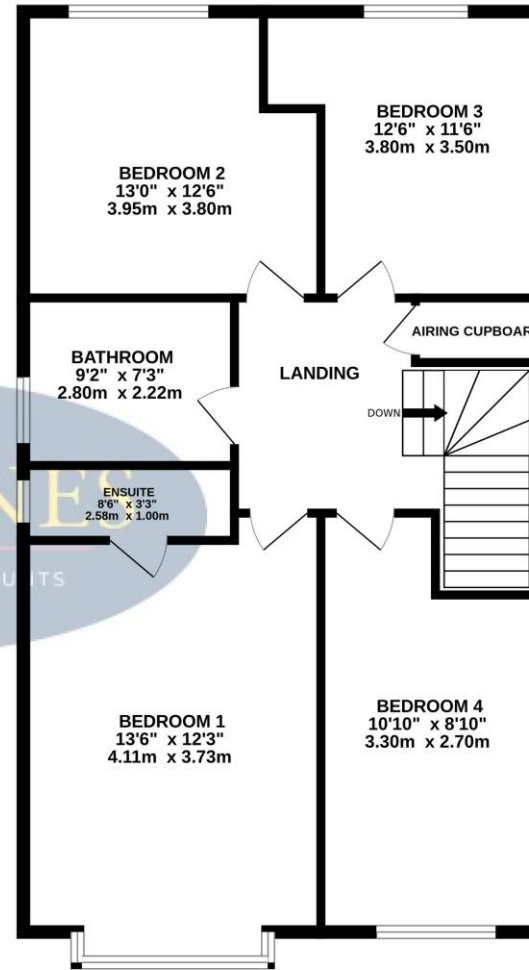 BEDROOM 2
13'0" x 12'6"
3.95m x 3.80m
BEDROOM 3
12'6" x 11'6"
3.80m x 3.50m
BATHROOM
9'2" x 7'3"
2.80m x 2.22m
LANDING
AIRING CUPBOAR
DOWN
ENSUITE
8'6" x 3'3"
2.58m x 1.00m
NES
UNTS
BEDROOM 1
13'6" x 12'3"
4.11m x 3.73m
BEDROOM 4
10'10" x 8'10"
3.30m x 2.70m